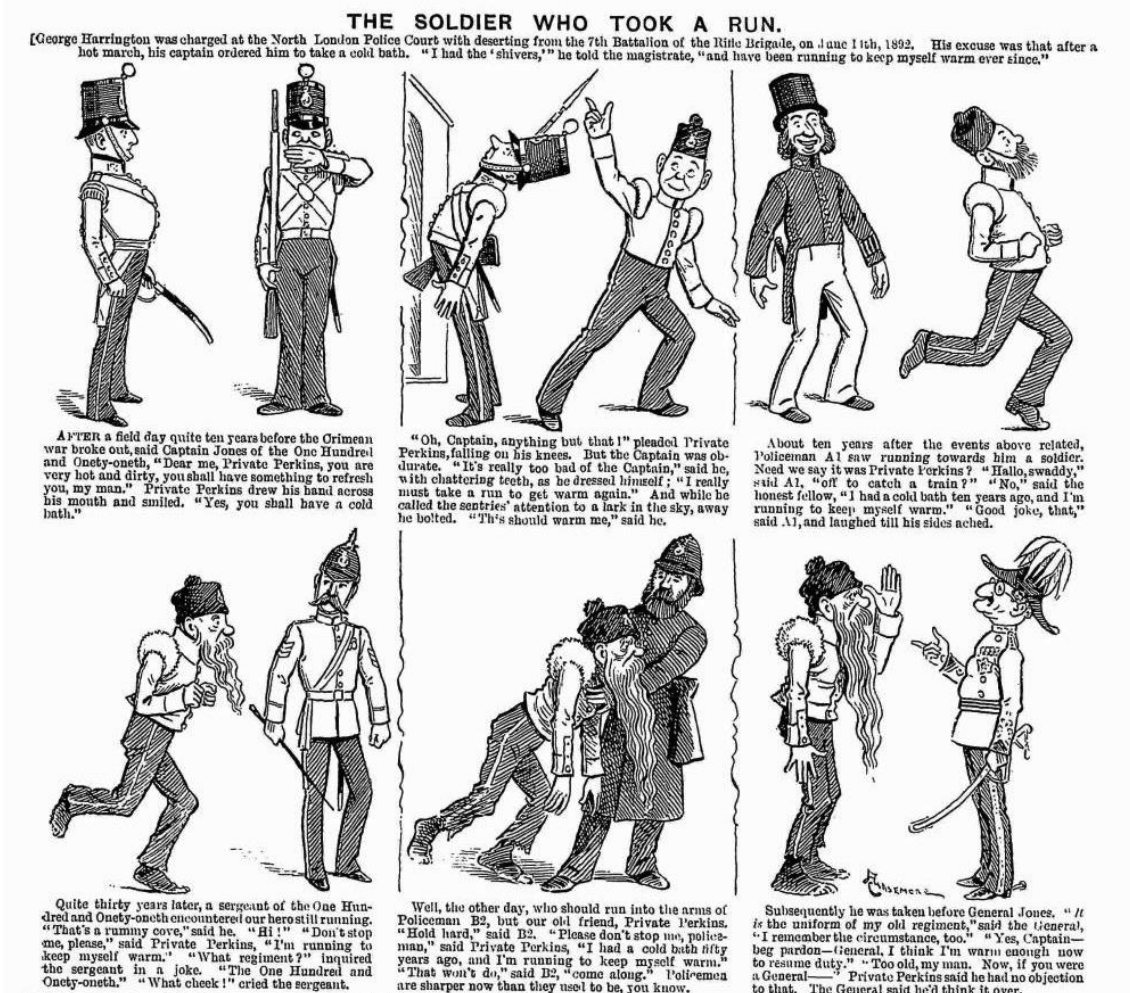 THE SOLDIER WHO TOOK A RUN.
[George Harrington was charged at the North London Police Court with deserting from the 7th Battalion of the Rifle Brigade, on June 11th, 1892. His excuse was that after a
hot march, his captain ordered him to take a cold bath. "I had the 'shivers,'" he told the magistrate, "and have been running to keep myself warm ever since."
AFTER a field day quite ten years before the Crimean
war broke out, said Captain Jones of the One Hundred
and Onety-oneth, "Dear me, Private Perkins, you are
very hot and dirty, you shall have something to refresh
you, my man." Private Perkins drew his hand across
his mouth and smiled. "Yes, you shall have a cold
bath."
"Oh, Captain, anything but that!" pleaded Private
Perkins, falling on his knees. But the Captain was ob-
durate. "It's really too bad of the Captain," said he,
with chattering teeth, as he dressed himself; "I really
must take a run to get warm again." And while he
called the sentries' attention to a lark in the sky, away
he bolted. "This should warm me," said he.
About ten years after the events above related,
Policeman A1 saw running towards him a soldier.
Need we say it was Private Perkins? "Hallo, swaddy,"
said A1, "off to catch a train?" "No," said the
honest fellow, "I had a cold bath ten years ago, and I'm
running to keep myself warm." "Good joke, that,"
said A1, and laughed till his sides ached.
Quite thirty years later, a sergeant of the One Hun-
dred and Onety-oneth encountered our hero still running.
"That's a rummy cove," said he. "Hi!" "Don't stop
me, please," said Private Perkins, "I'm running to
keep myself warm." "What regiment?" inquired
the sergeant in a joke. "The One Hundred and
Onety-oneth." "What cheek!" cried the sergeant.
Well, the other day, who should run into the arms of
Policeman B2, but our old friend, Private Perkins.
"Hold hard," said B2. "Please don't stop me, police-
man," said Private Perkins, "I had a cold bath fifty
years ago, and I'm running to keep myself warm."
"That won't do," said B2, "come along." Policemen
are sharper now than they used to be, you know.
Subsequently he was taken before General Jones. "It
is the uniform of my old regiment," said the General,
"I remember the circumstance, too." "Yes, Captain—
beg pardon—General, I think I'm warm enough now
to resume duty." "Too old, my man. Now, if you were
a General——" Private Perkins said he had no objection
to that. The General said he'd think it over.